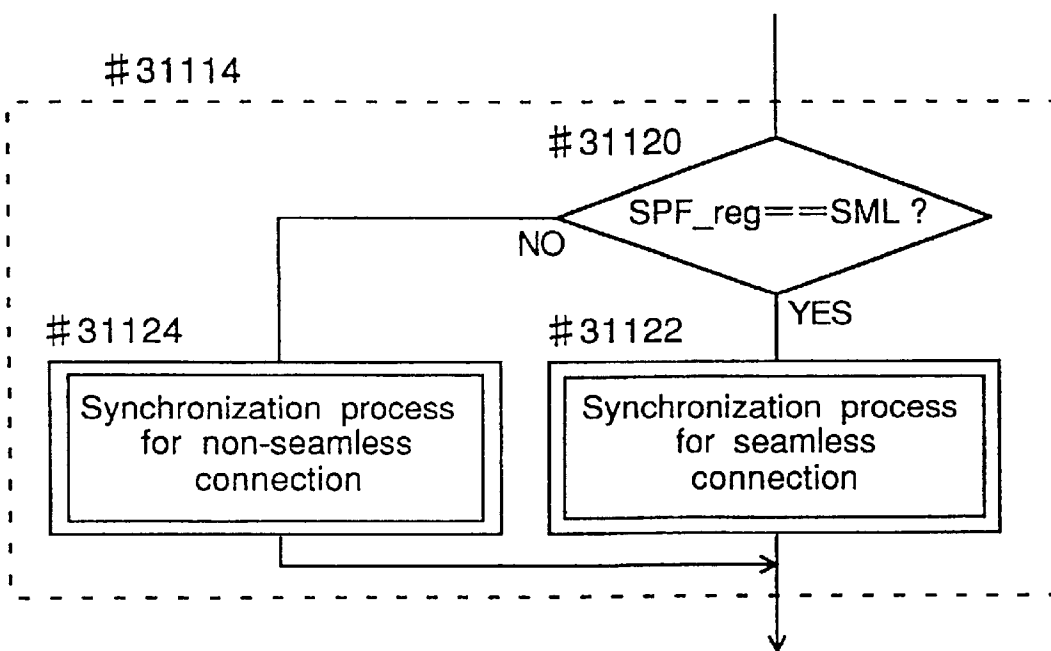 #31114
#31120
SPF_reg==SML ?
NO
YES
#31124
#31122
Synchronization process
for non-seamless
connection
Synchronization process
for seamless
connection